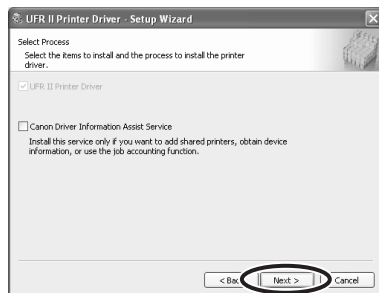 UFR II Printer Driver - Setup Wizard
Select Process
Select the items to install and the process to install the printer
driver.
UFR II Printer Driver
Canon Driver Information Assist Service
Install this service only if you want to add shared printers, obtain device
information, or use the job accounting function.
< Bac Next > Cancel